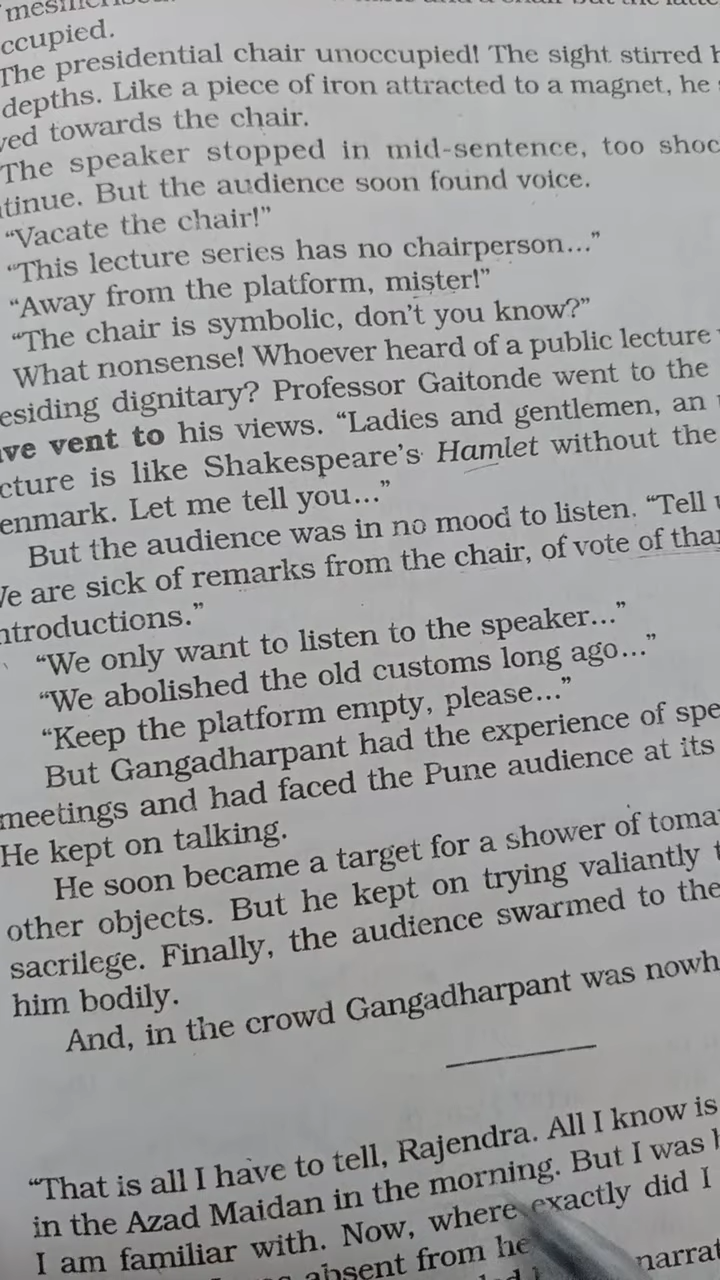 ccupied.
The presidential chair unoccupied! The sight stirred
depths. Like a piece of iron attracted to a magnet, he
ved towards the chair.
The speaker stopped in mid-sentence, too shoc
tinue. But the audience soon found voice.
“Vacate the chair!”
“This lecture series has no chairperson...”
“Away from the platform, mister!”
“The chair is symbolic, don’t you know?”
What nonsense! Whoever heard of a public lecture
esiding dignitary? Professor Gaitonde went to the
ve vent to his views. “Ladies and gentlemen, an
cture is like Shakespeare’s Hamlet without the
enmark. Let me tell you...”
But the audience was in no mood to listen. “Tell
We are sick of remarks from the chair, of vote of than
ntroductions.”
“We only want to listen to the speaker...”
“We abolished the old customs long ago...”
“Keep the platform empty, please...”
But Gangadharpant had the experience of spe
meetings and had faced the Pune audience at its
He kept on talking.
He soon became a target for a shower of toma
other objects. But he kept on trying valiantly
sacrilege. Finally, the audience swarmed to the
him bodily.
And, in the crowd Gangadharpant was nowh
“That is all I have to tell, Rajendra. All I know is
in the Azad Maidan in the morning. But I was
I am familiar with. Now, where exactly did I
absent from he
narrat